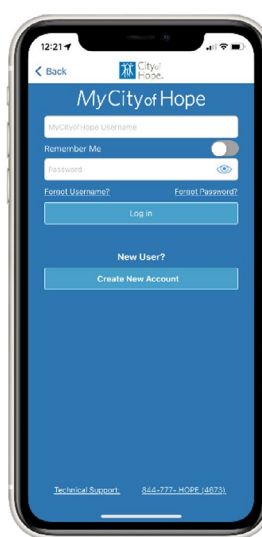 12:21
Back
City of
Hope.
MyCityofHope
MyCityofHope Username
Remember Me
Password
Forgot Username? Forgot Password?
Log in
New User?
Create New Account
Technical Support: 844-777- HOPE (4673)